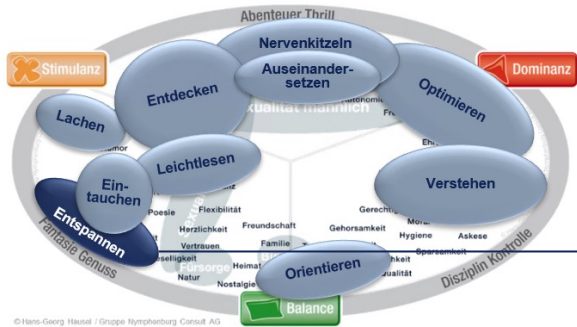 Abenteuer Thrill
Nervenkitzeln
Stimulanz
Auseinander-
setzen
Dominanz
Entdecken
Optimieren
Lachen
Leichtlesen
Ein-
tauchen
Verstehen
Poesie
Flexibilität
Herzlichkeit
Freundschaft
Gehorsamkeit
Hygiene
Askese
Vertrauen
Familie
Entspannen
Sparsamkeit
Heimat
Orientieren
Natur
Nostalgie
Fürsorge
Fantasie Genuss
Disziplin Kontrolle
Balance
© Hans-Georg Häusel / Gruppe Nymphenburg Consult AG